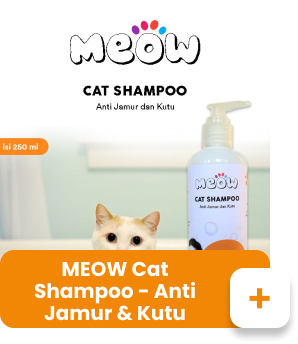 MEOW
CAT SHAMPOO
Anti Jamur dan Kutu
Isi 250 ml
MEOW
CAT SHAMPOO
Anti Jamur dan Kutu
MEOW Cat
Shampoo - Anti
Jamur & Kutu
+